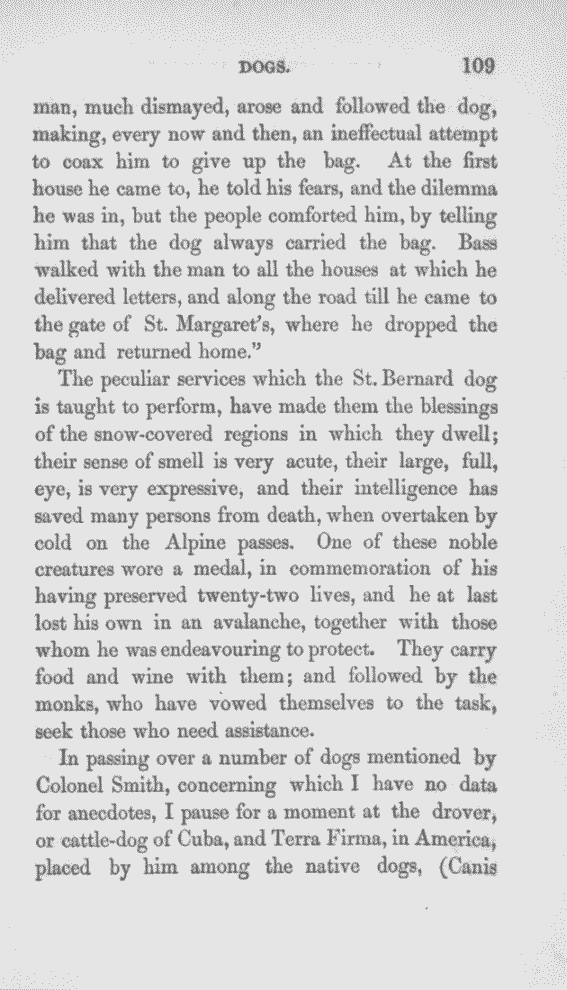 DOGS. 109
man, much dismayed, arose and followed the dog,
making, every now and then, an ineffectual attempt
to coax him to give up the bag. At the first
house he came to, he told his fears, and the dilemma
he was in, but the people comforted him, by telling
him that the dog always carried the bag. Bass
walked with the man to all the houses at which he
delivered letters, and along the road till he came to
the gate of St. Margaret's, where he dropped the
bag and returned home."
The peculiar services which the St. Bernard dog
is taught to perform, have made them the blessings
of the snow-covered regions in which they dwell;
their sense of smell is very acute, their large, full,
eye, is very expressive, and their intelligence has
saved many persons from death, when overtaken by
cold on the Alpine passes. One of these noble
creatures wore a medal, in commemoration of his
having preserved twenty-two lives, and he at last
lost his own in an avalanche, together with those
whom he was endeavouring to protect. They carry
food and wine with them; and followed by the
monks, who have vowed themselves to the task,
seek those who need assistance.
In passing over a number of dogs mentioned by
Colonel Smith, concerning which I have no data
for anecdotes, I pause for a moment at the drover,
or cattle-dog of Cuba, and Terra Firma, in America,
placed by him among the native dogs, (Canis